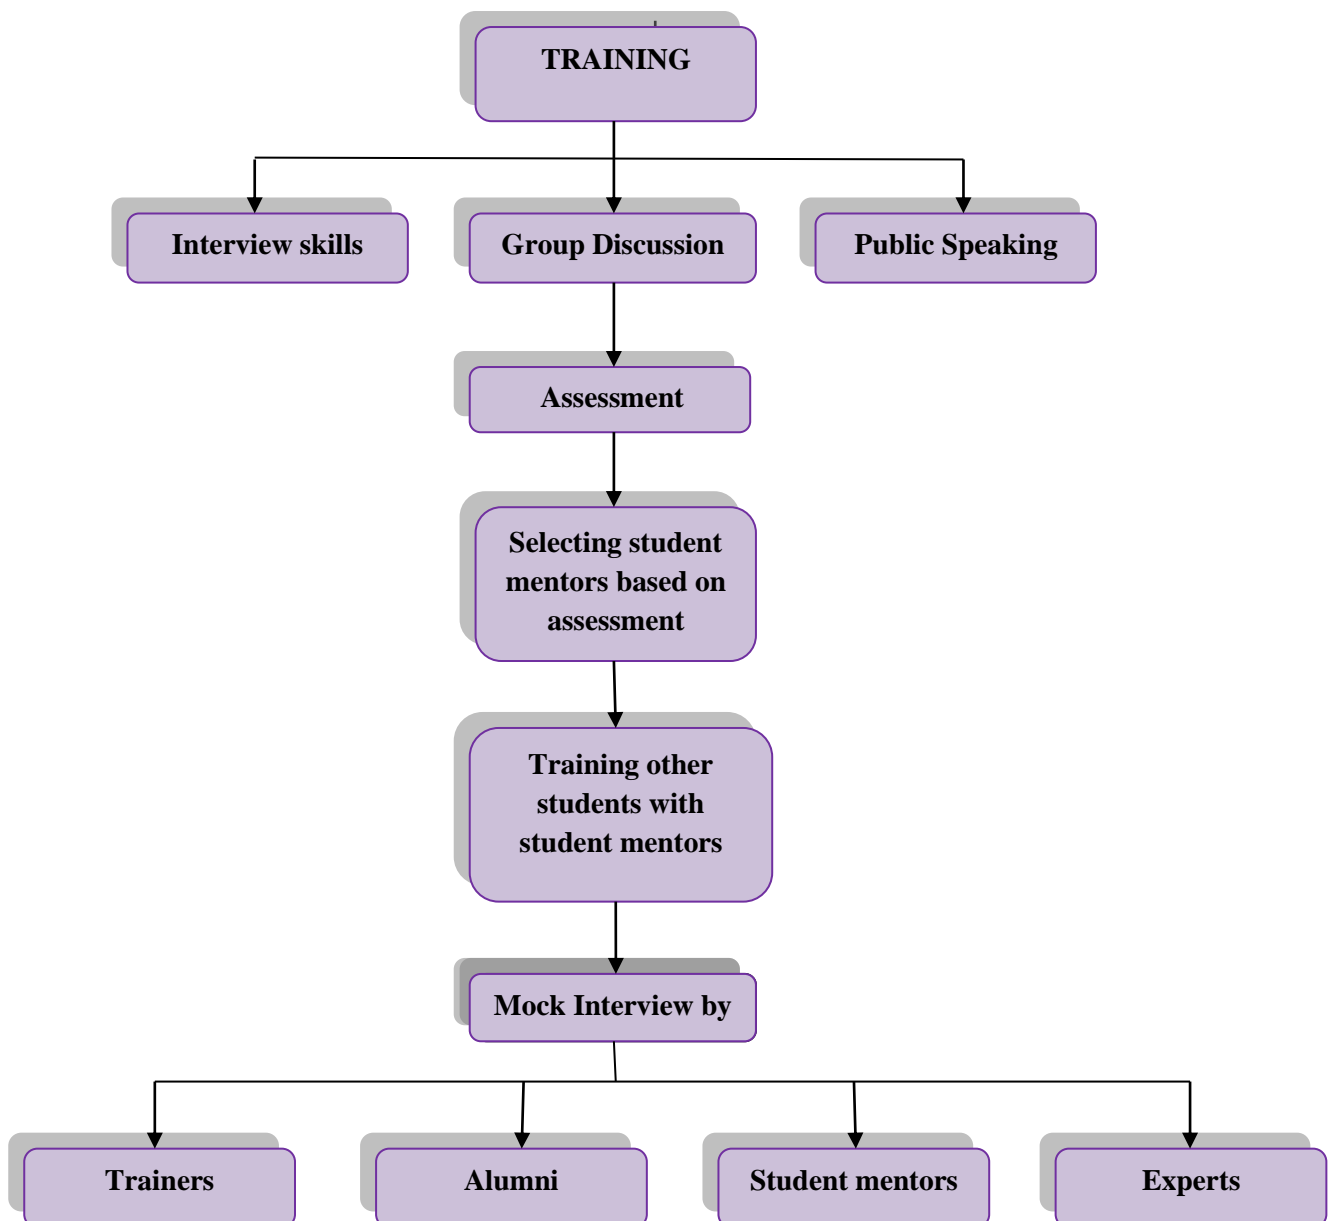 TRAINING
Interview skills
Group Discussion
Public Speaking
Assessment
Selecting student
mentors based on
assessment
Training other
students with
student mentors
Mock Interview by
Trainers
Alumni
Student mentors
Experts